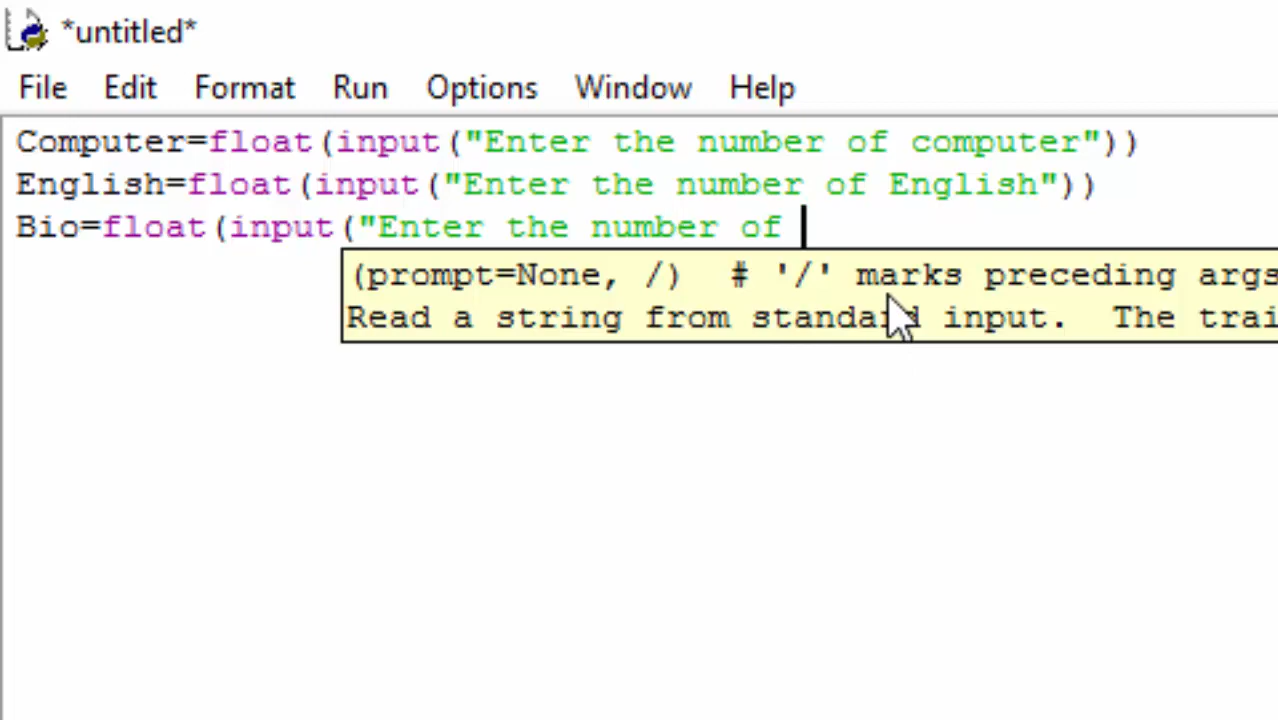 *untitled*
File Edit Format Run Options Window Help
Computer=float(input("Enter the number of computer"))
English=float(input("Enter the number of English"))
Bio=float(input("Enter the number of
(prompt=None, /)  # '/' marks preceding args
Read a string from standard input.  The trai